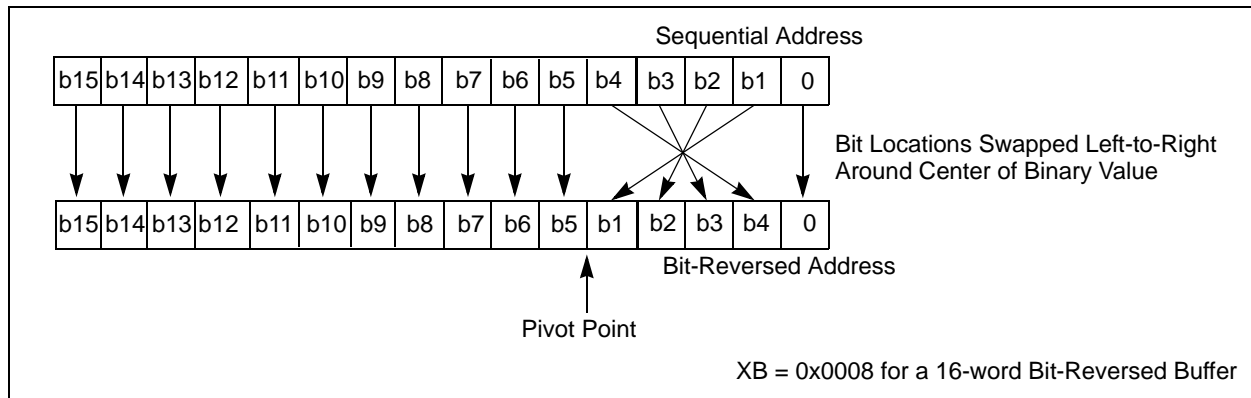 Sequential Address
b15 b14 b13 b12 b11 b10 b9 b8 b7 b6 b5 b4 b3 b2 b1 0
Bit Locations Swapped Left-to-Right
Around Center of Binary Value
b15 b14 b13 b12 b11 b10 b9 b8 b7 b6 b5 b1 b2 b3 b4 0
Bit-Reversed Address
Pivot Point
XB = 0x0008 for a 16-word Bit-Reversed Buffer